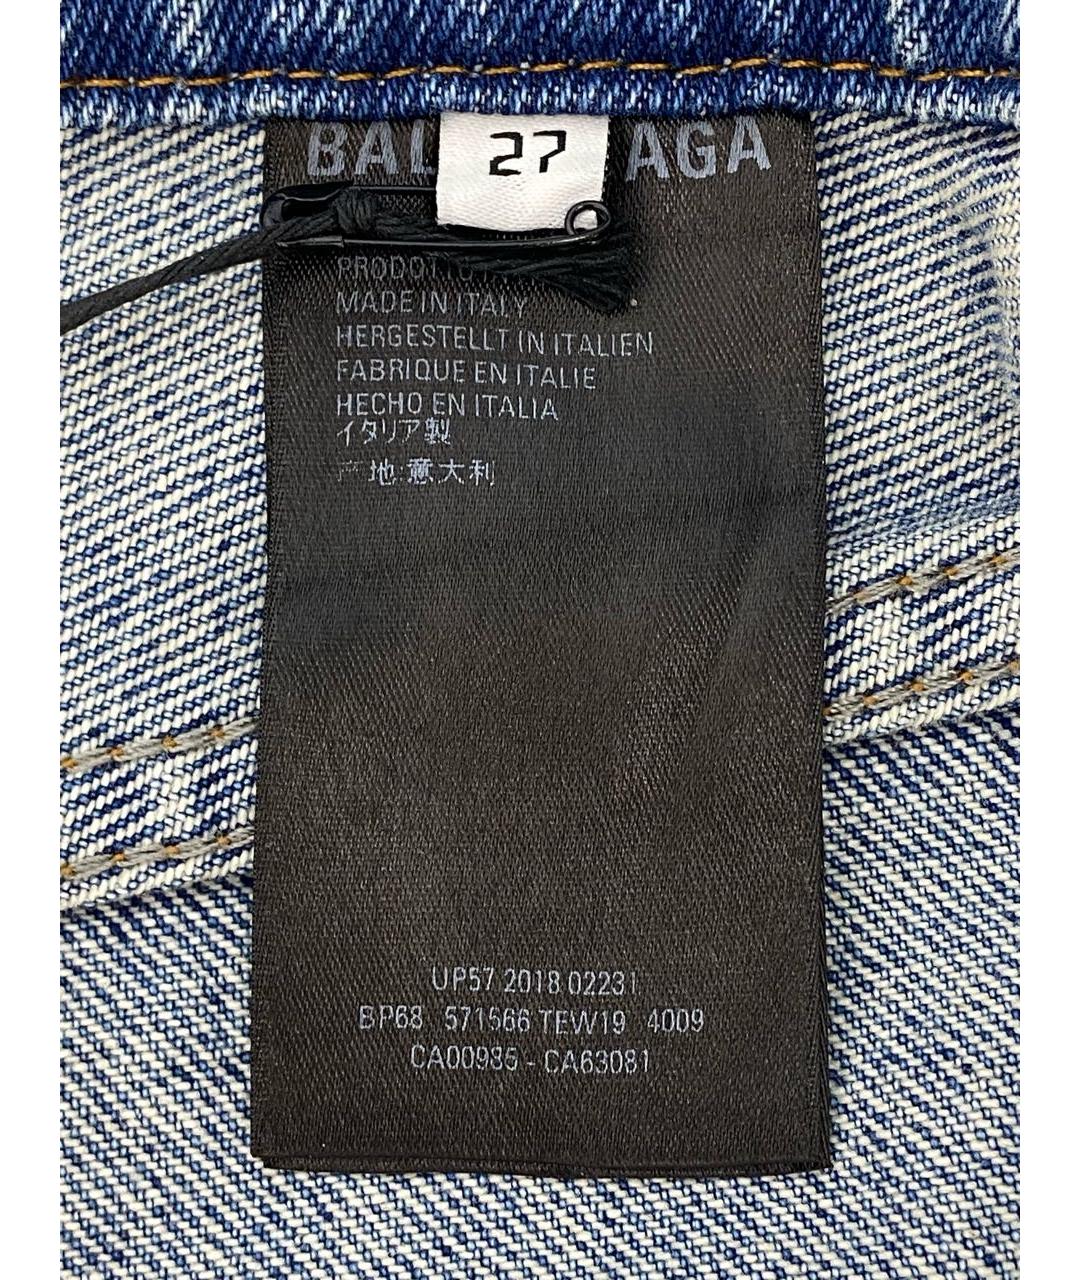 BAL 27 AGA
PRODOTTO
MADE IN ITALY
HERGESTELLT IN ITALIEN
FABRIQUE EN ITALIE
HECHO EN ITALIA
イタリア製
产地:意大利
UP57 2018 02231
BP68 571566 TEW19 4009
CA00985 - CA63081